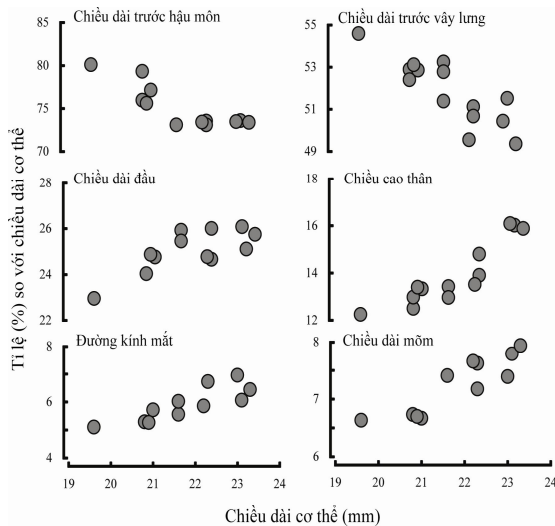 Chiều dài trước hậu môn
85
80
75
70
Chiều dài trước vây lưng
55
53
51
49
Chiều dài đầu
28
26
24
22
Chiều cao thân
18
16
14
12
Đường kính mắt
10
8
6
4
19 20 21 22 23 24
Chiều dài mõm
8
7
6
19 20 21 22 23 24
Tỉ lệ (%) so với chiều dài cơ thể
Chiều dài cơ thể (mm)